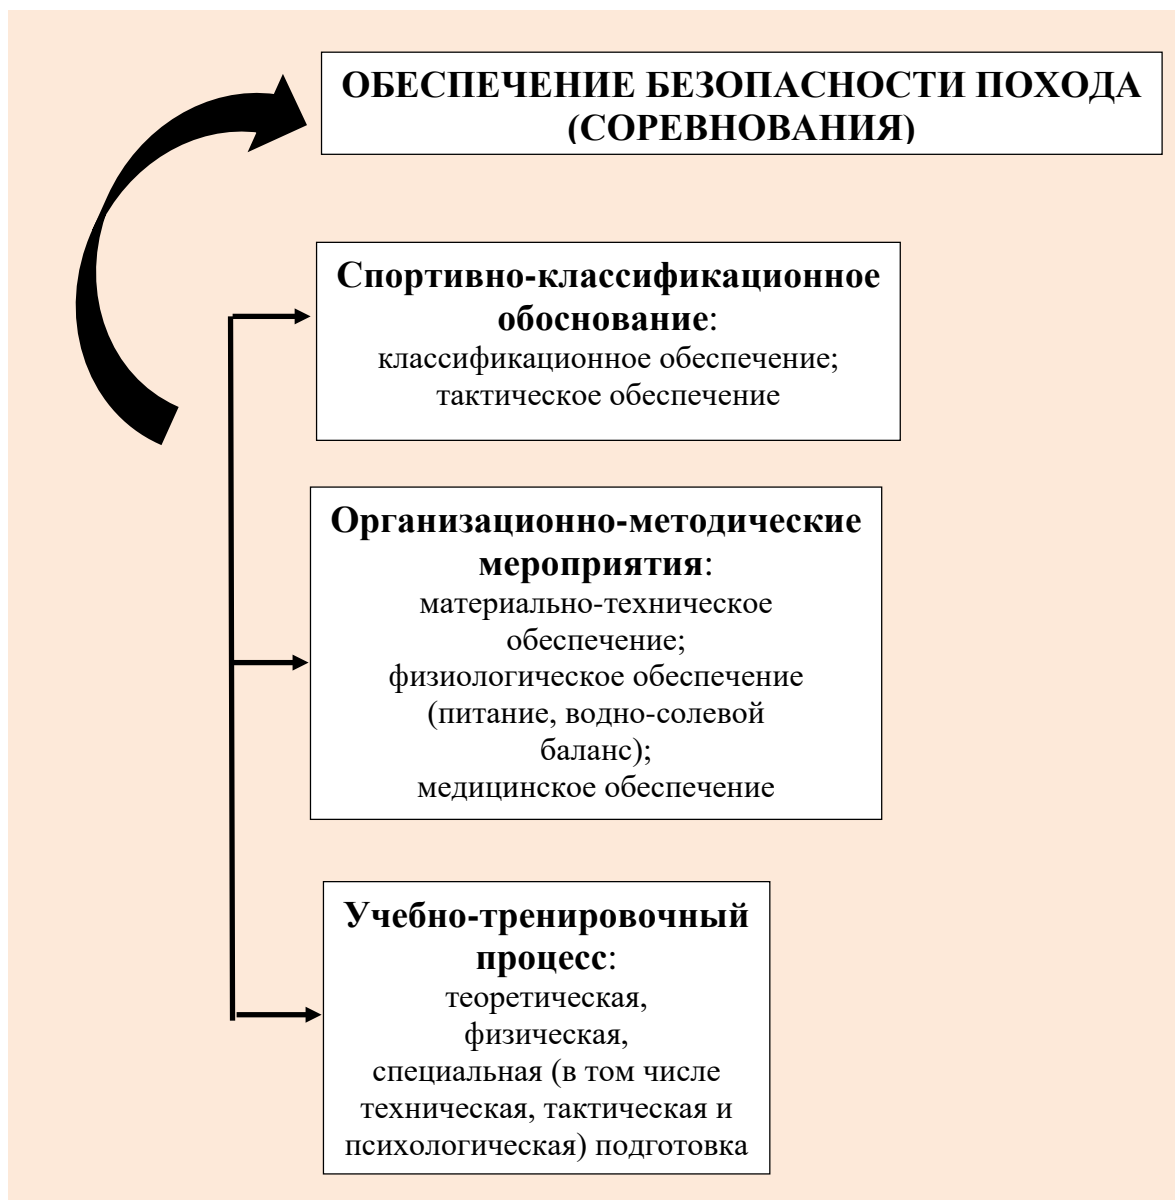 ОБЕСПЕЧЕНИЕ БЕЗОПАСНОСТИ ПОХОДА
(СОРЕВНОВАНИЯ)
Спортивно-классификационное
обоснование:
классификационное обеспечение;
тактическое обеспечение
Организационно-методические
мероприятия:
материально-техническое
обеспечение;
физиологическое обеспечение
(питание, водно-солевой
баланс);
медицинское обеспечение
Учебно-тренировочный
процесс:
теоретическая,
физическая,
специальная (в том числе
техническая, тактическая и
психологическая) подготовка